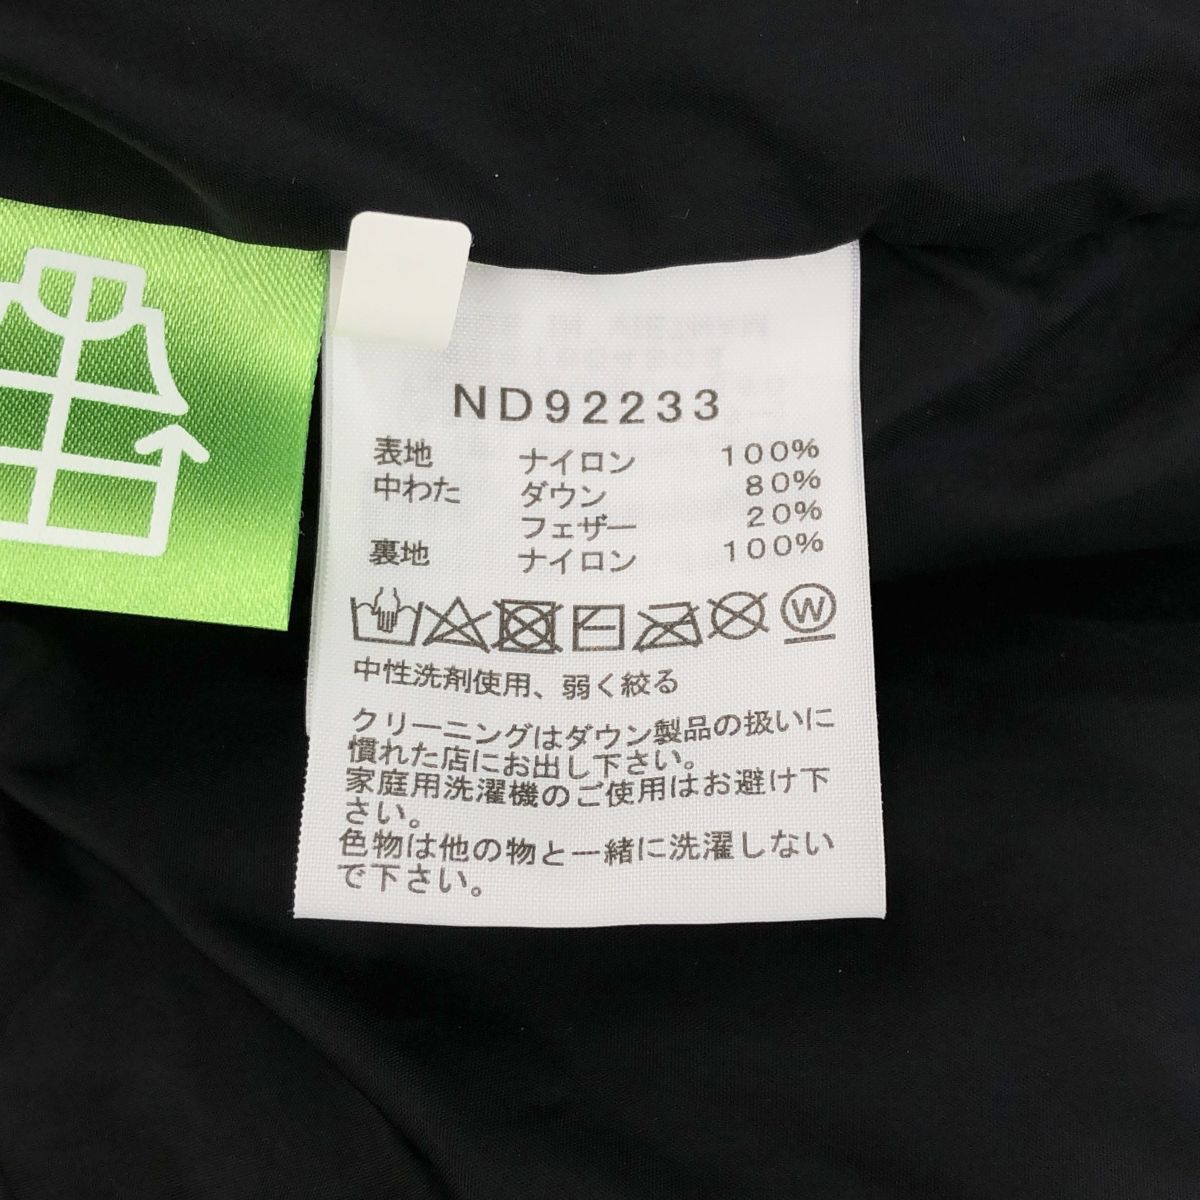 ND92233
表地 ナイロン 100%
中わた ダウン 80%
フェザー 20%
裏地 ナイロン 100%
W
中性洗剤使用、弱く絞る
クリーニングはダウン製品の扱いに
慣れた店にお出し下さい。
家庭用洗濯機のご使用はお避け下
さい。
色物は他の物と一緒に洗濯しない
で下さい。